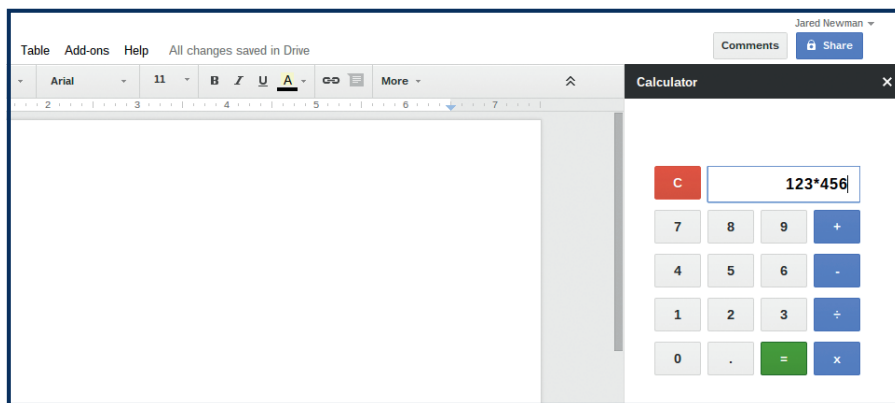 Jared Newman
Table Add-ons Help All changes saved in Drive
Comments Share
Arial 11 B I U A More
Calculator ×
2 3 4 5 6 7
C 123*456
7 8 9 +
4 5 6 -
1 2 3 ÷
0 . = x